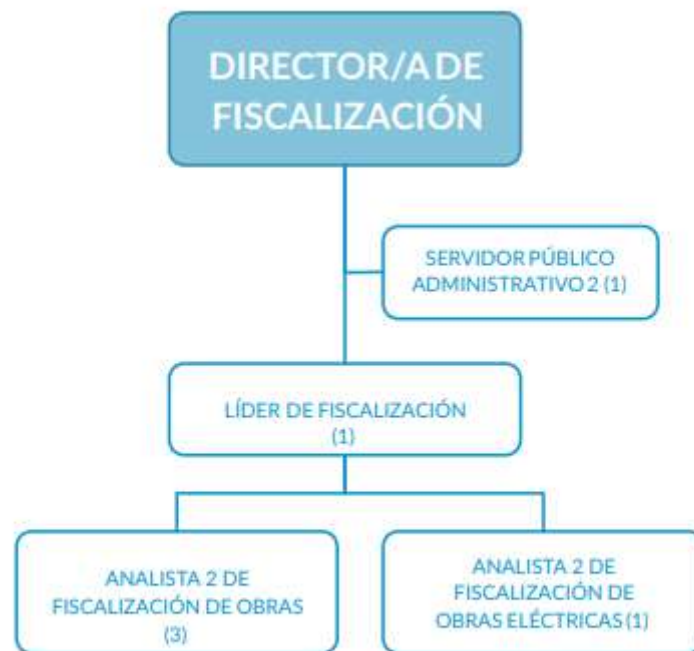 DIRECTOR/A DE
FISCALIZACIÓN
SERVIDOR PÚBLICO
ADMINISTRATIVO 2 (1)
LÍDER DE FISCALIZACIÓN
(1)
ANALISTA 2 DE
FISCALIZACIÓN DE OBRAS
(3)
ANALISTA 2 DE
FISCALIZACIÓN DE
OBRAS ELÉCTRICAS (1)